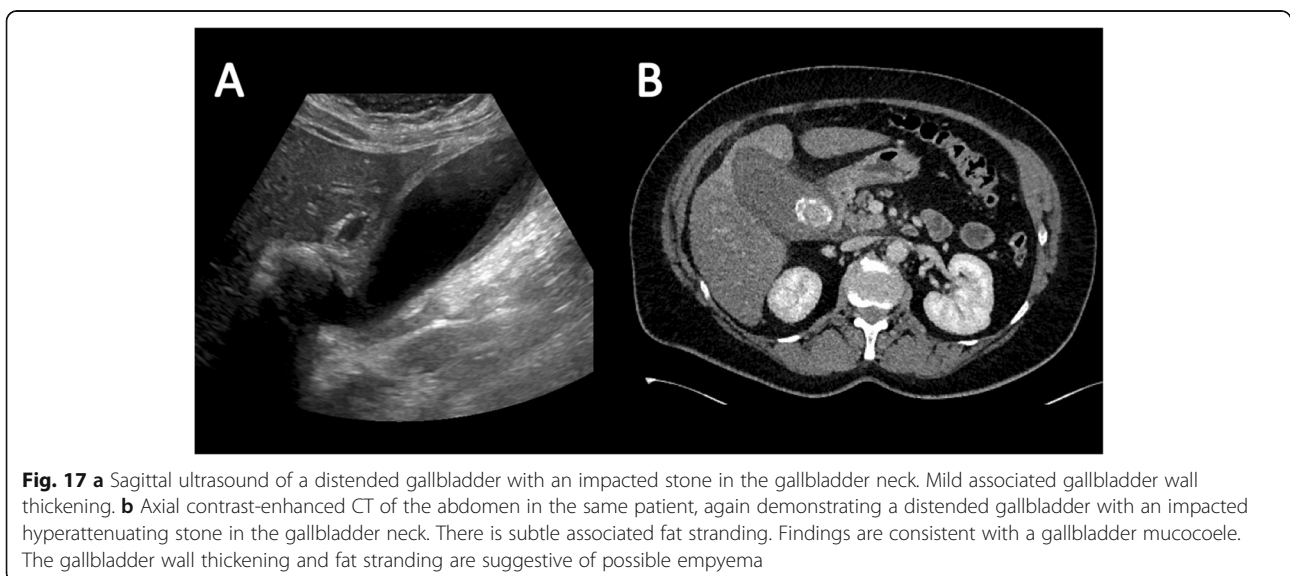 A
B
Fig. 17 a Sagittal ultrasound of a distended gallbladder with an impacted stone in the gallbladder neck. Mild associated gallbladder wall
thickening. b Axial contrast-enhanced CT of the abdomen in the same patient, again demonstrating a distended gallbladder with an impacted
hyperattenuating stone in the gallbladder neck. There is subtle associated fat stranding. Findings are consistent with a gallbladder mucocoele.
The gallbladder wall thickening and fat stranding are suggestive of possible empyema